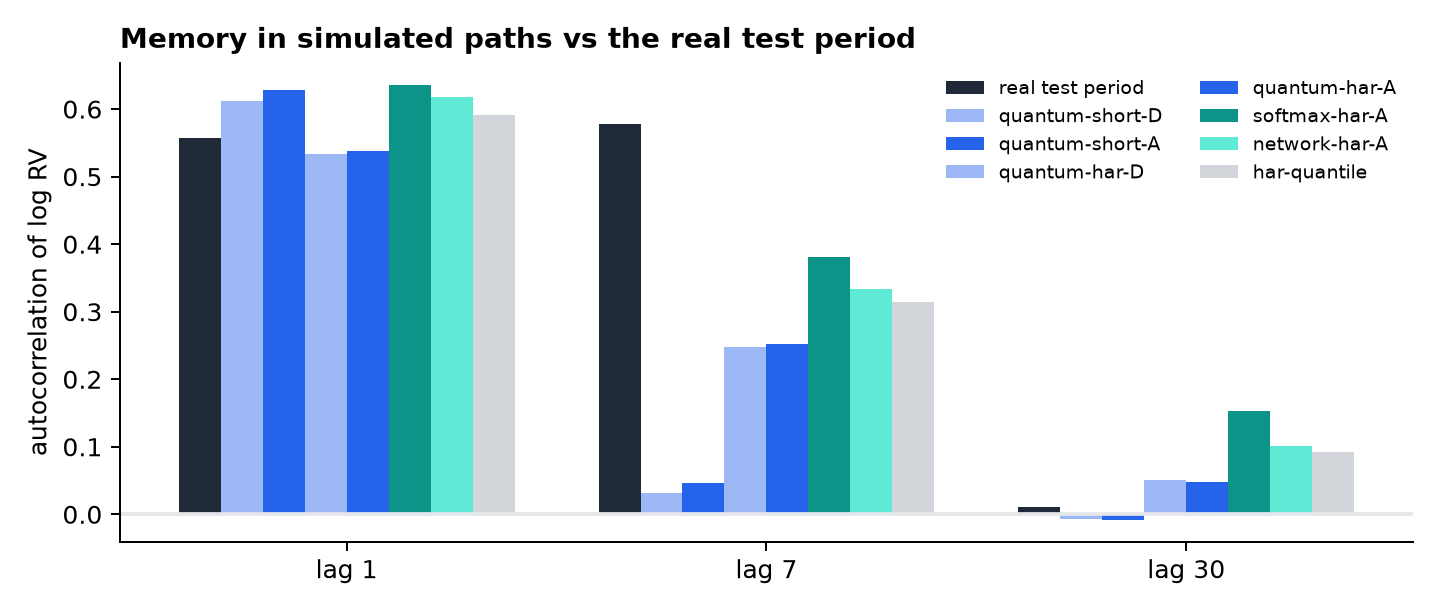 Memory in simulated paths vs the real test period
real test period
quantum-short-D
quantum-short-A
quantum-har-D
quantum-har-A
softmax-har-A
network-har-A
har-quantile
autocorrelation of log RV
0.6
0.5
0.4
0.3
0.2
0.1
0.0
lag 1
lag 7
lag 30